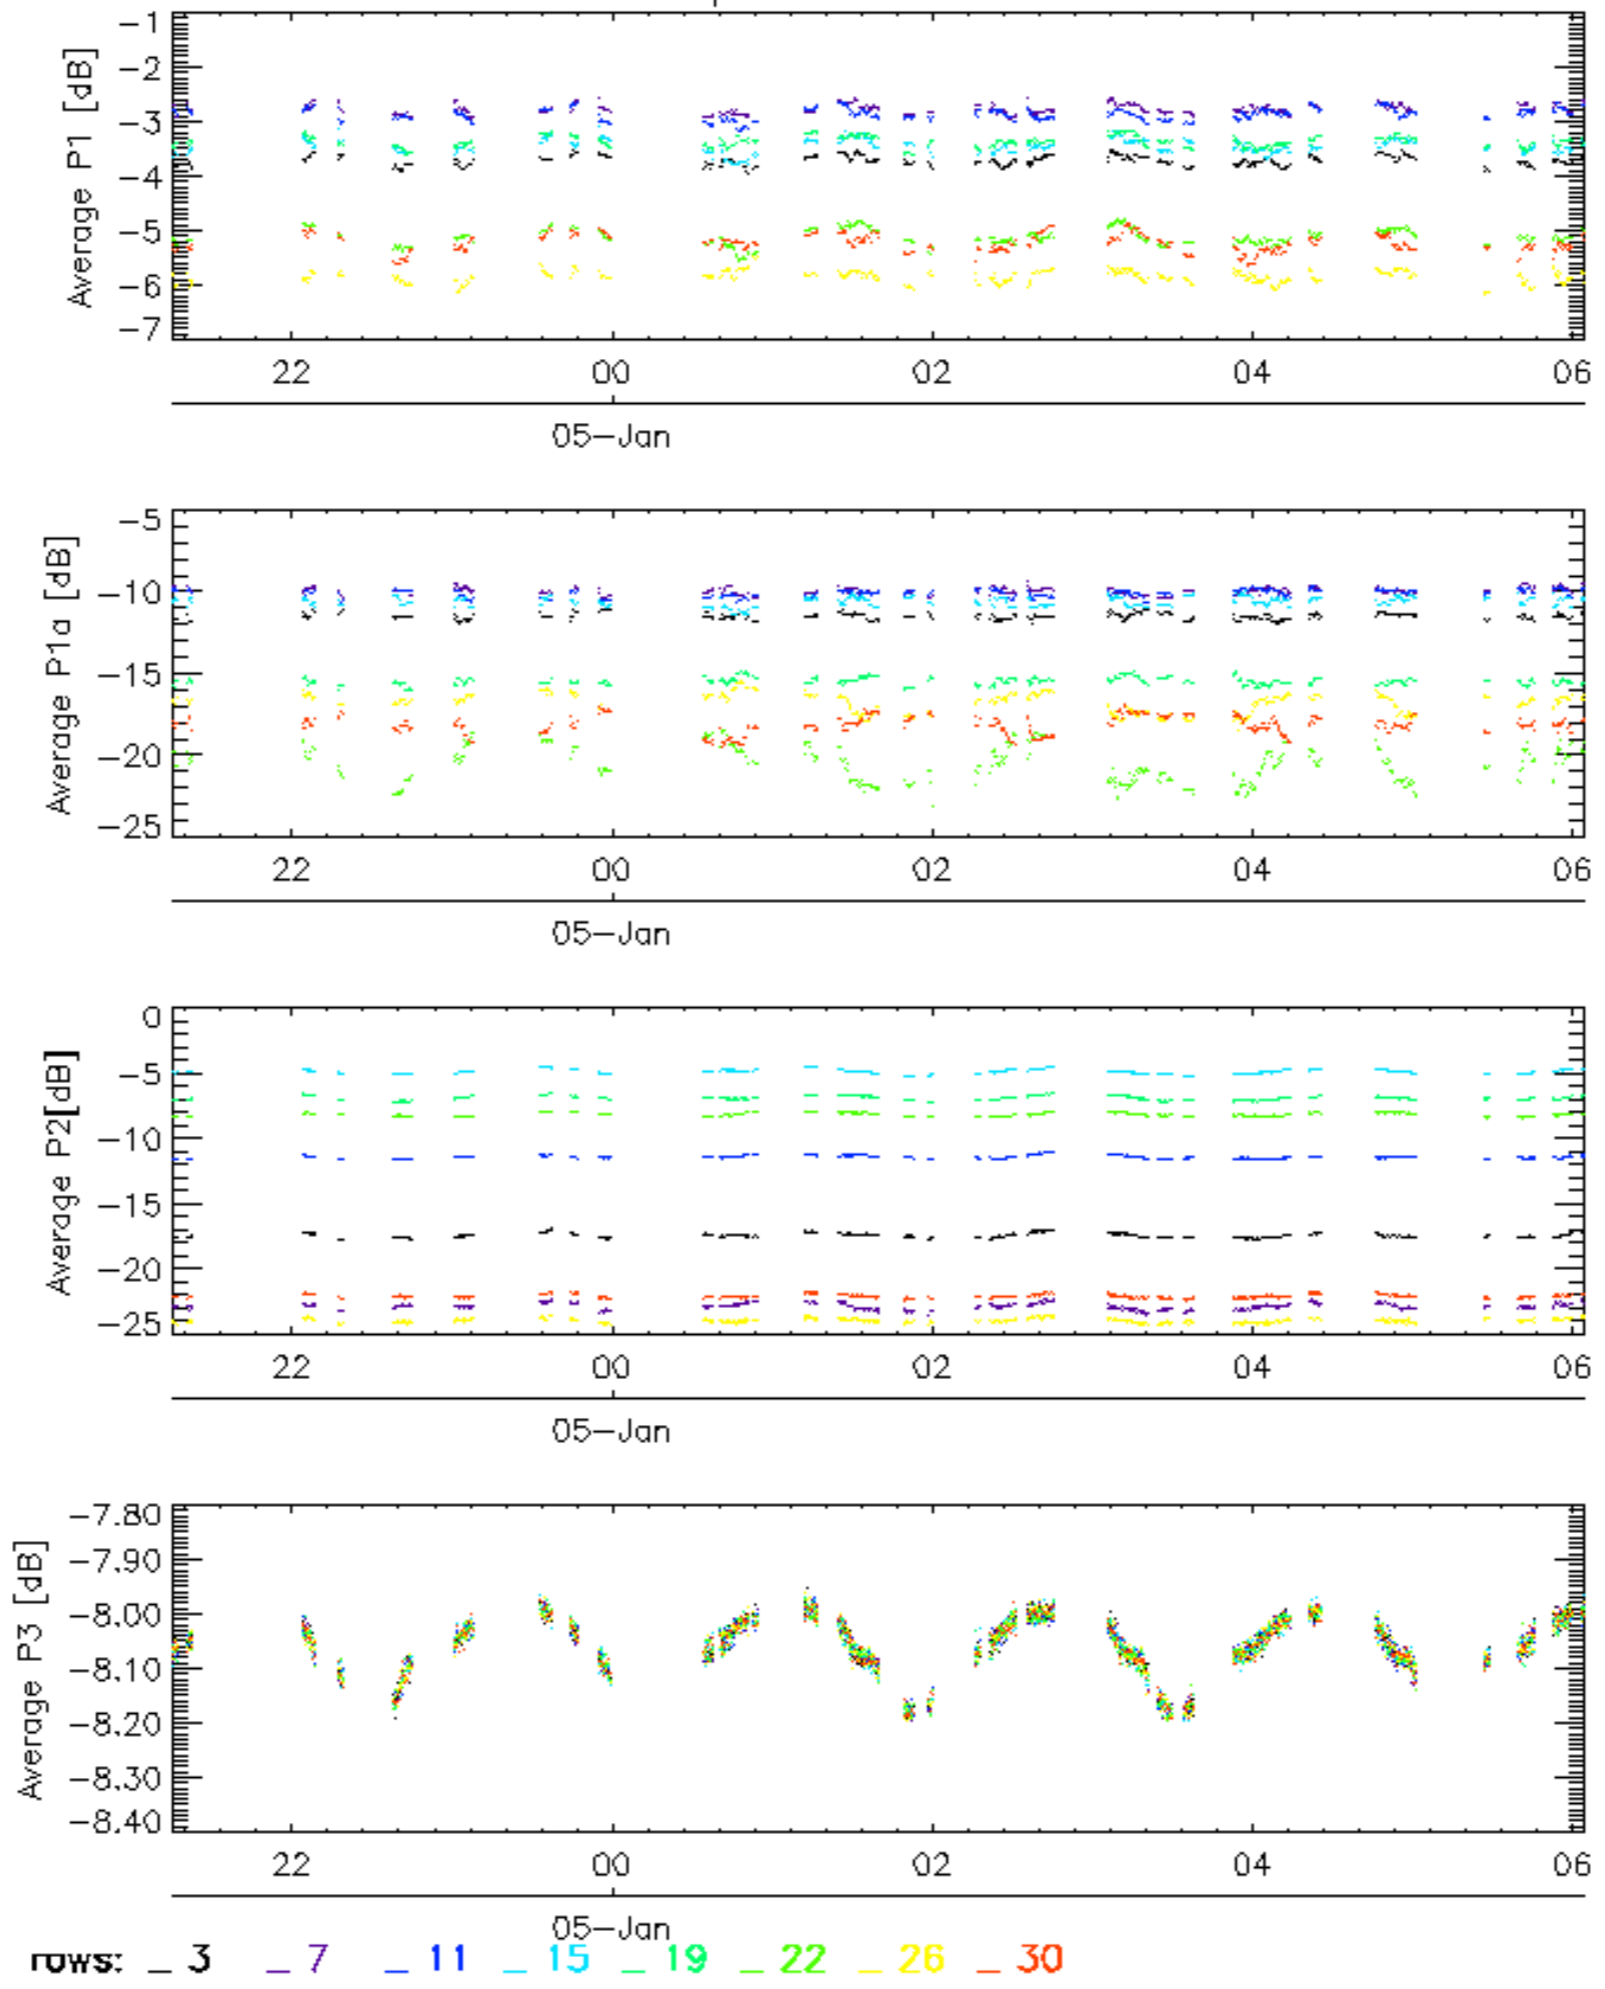 Average P1 [dB]
-1
-2
-3
-4
-5
-6
-7
22 00 02 04 06
05-Jan
Average P1a [dB]
-5
-10
-15
-20
-25
22 00 02 04 06
05-Jan
Average P2[dB]
0
-5
-10
-15
-20
-25
22 00 02 04 06
05-Jan
Average P3 [dB]
-7.80
-7.90
-8.00
-8.10
-8.20
-8.30
-8.40
22 00 02 04 06
05-Jan
rows: _ 3 _ 7 _ 11 _ 15 _ 19 _ 22 _ 26 _ 30